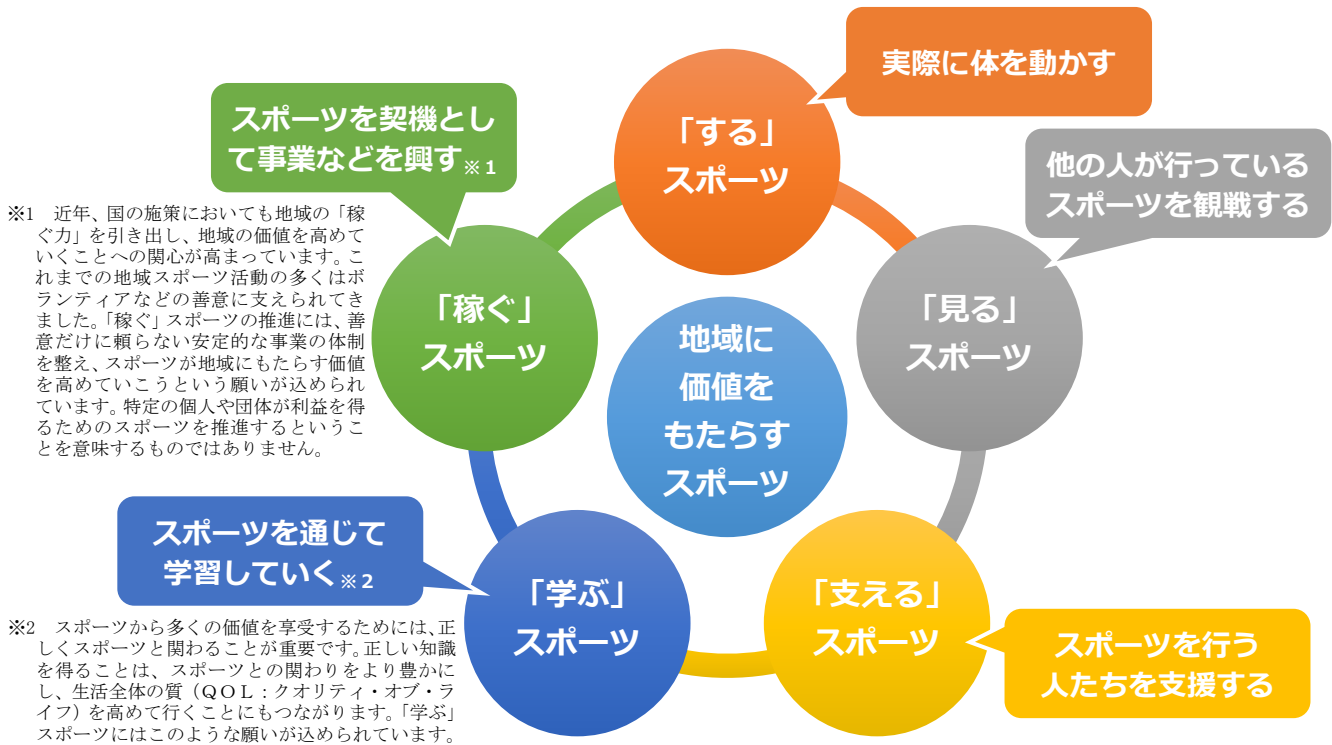 実際に体を動かす
「する」
スポーツ
スポーツを契機とし
て事業などを興す※1
他の人が行っている
スポーツを観戦する
※1　近年、国の施策においても地域の「稼
ぐ力」を引き出し、地域の価値を高めて
いくことへの関心が高まっています。こ
れまでの地域スポーツ活動の多くはボ
ランティアなどの善意に支えられてき
ました。「稼ぐ」スポーツの推進には、善
意だけに頼らない安定的な事業の体制
を整え、スポーツが地域にもたらす価値
を高めていこうという願いが込められ
ています。特定の個人や団体が利益を得
るためのスポーツを推進するというこ
とを意味するものではありません。
「稼ぐ」
スポーツ
「見る」
スポーツ
地域に
価値を
もたらす
スポーツ
スポーツを通じて
学習していく※2
「学ぶ」
スポーツ
「支える」
スポーツ
スポーツを行う
人たちを支援する
※2　スポーツから多くの価値を享受するためには、正
しくスポーツと関わることが重要です。正しい知識
を得ることは、スポーツとの関わりをより豊かに
し、生活全体の質（ＱＯＬ：クオリティ・オブ・ラ
イフ）を高めて行くことにもつながります。「学ぶ」
スポーツにはこのような願いが込められています。